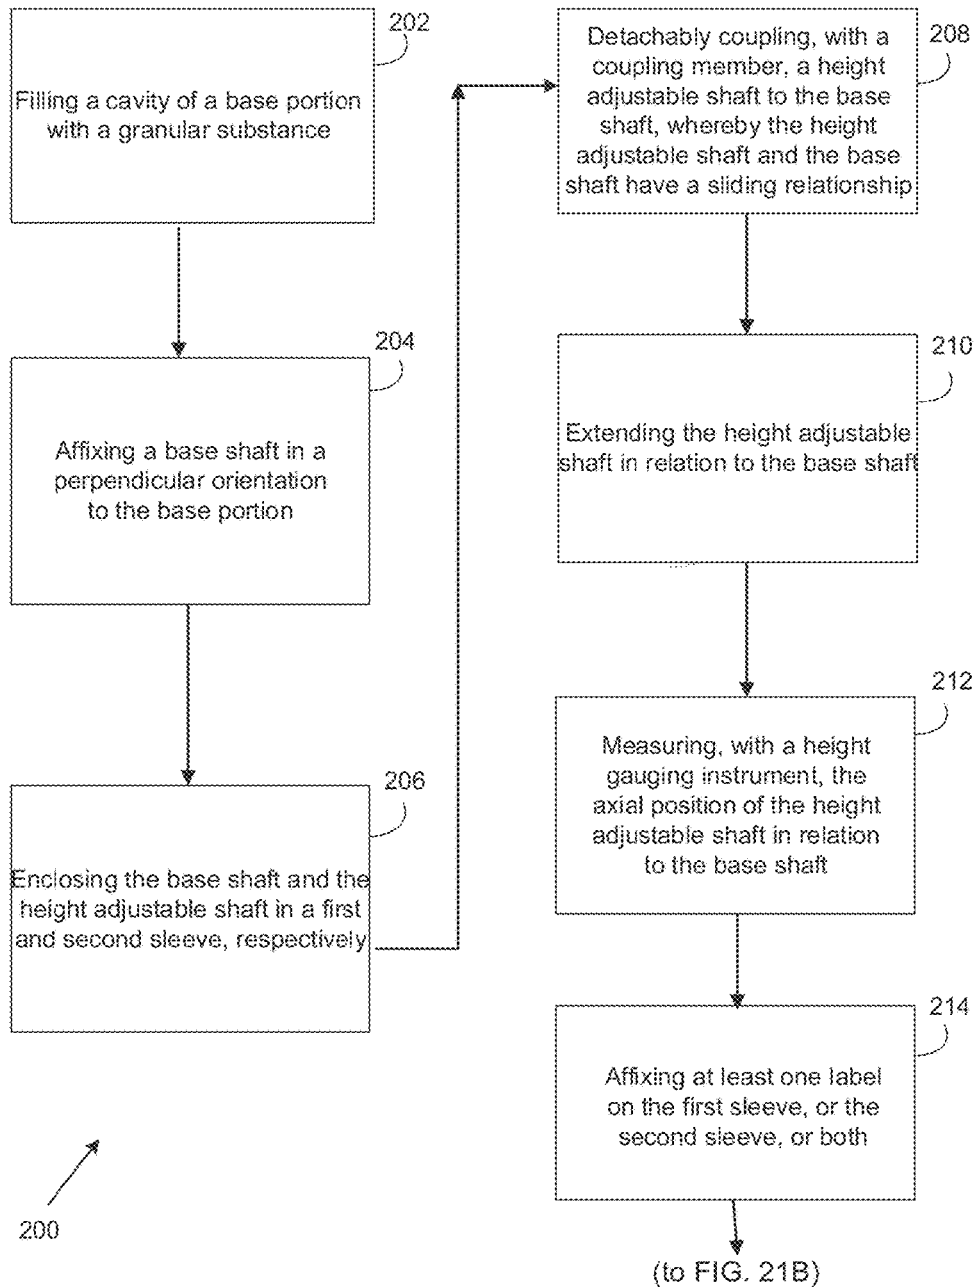 202
Filling a cavity of a base portion
with a granular substance
204
Affixing a base shaft in a
perpendicular orientation
to the base portion
206
Enclosing the base shaft and the
height adjustable shaft in a first
and second sleeve, respectively
200
208
Detachably coupling, with a
coupling member, a height
adjustable shaft to the base
shaft, whereby the height
adjustable shaft and the base
shaft have a sliding relationship
210
Extending the height adjustable
shaft in relation to the base shaft
212
Measuring, with a height
gauging instrument, the
axial position of the height
adjustable shaft in relation
to the base shaft
214
Affixing at least one label
on the first sleeve, or the
second sleeve, or both
(to FIG. 21B)